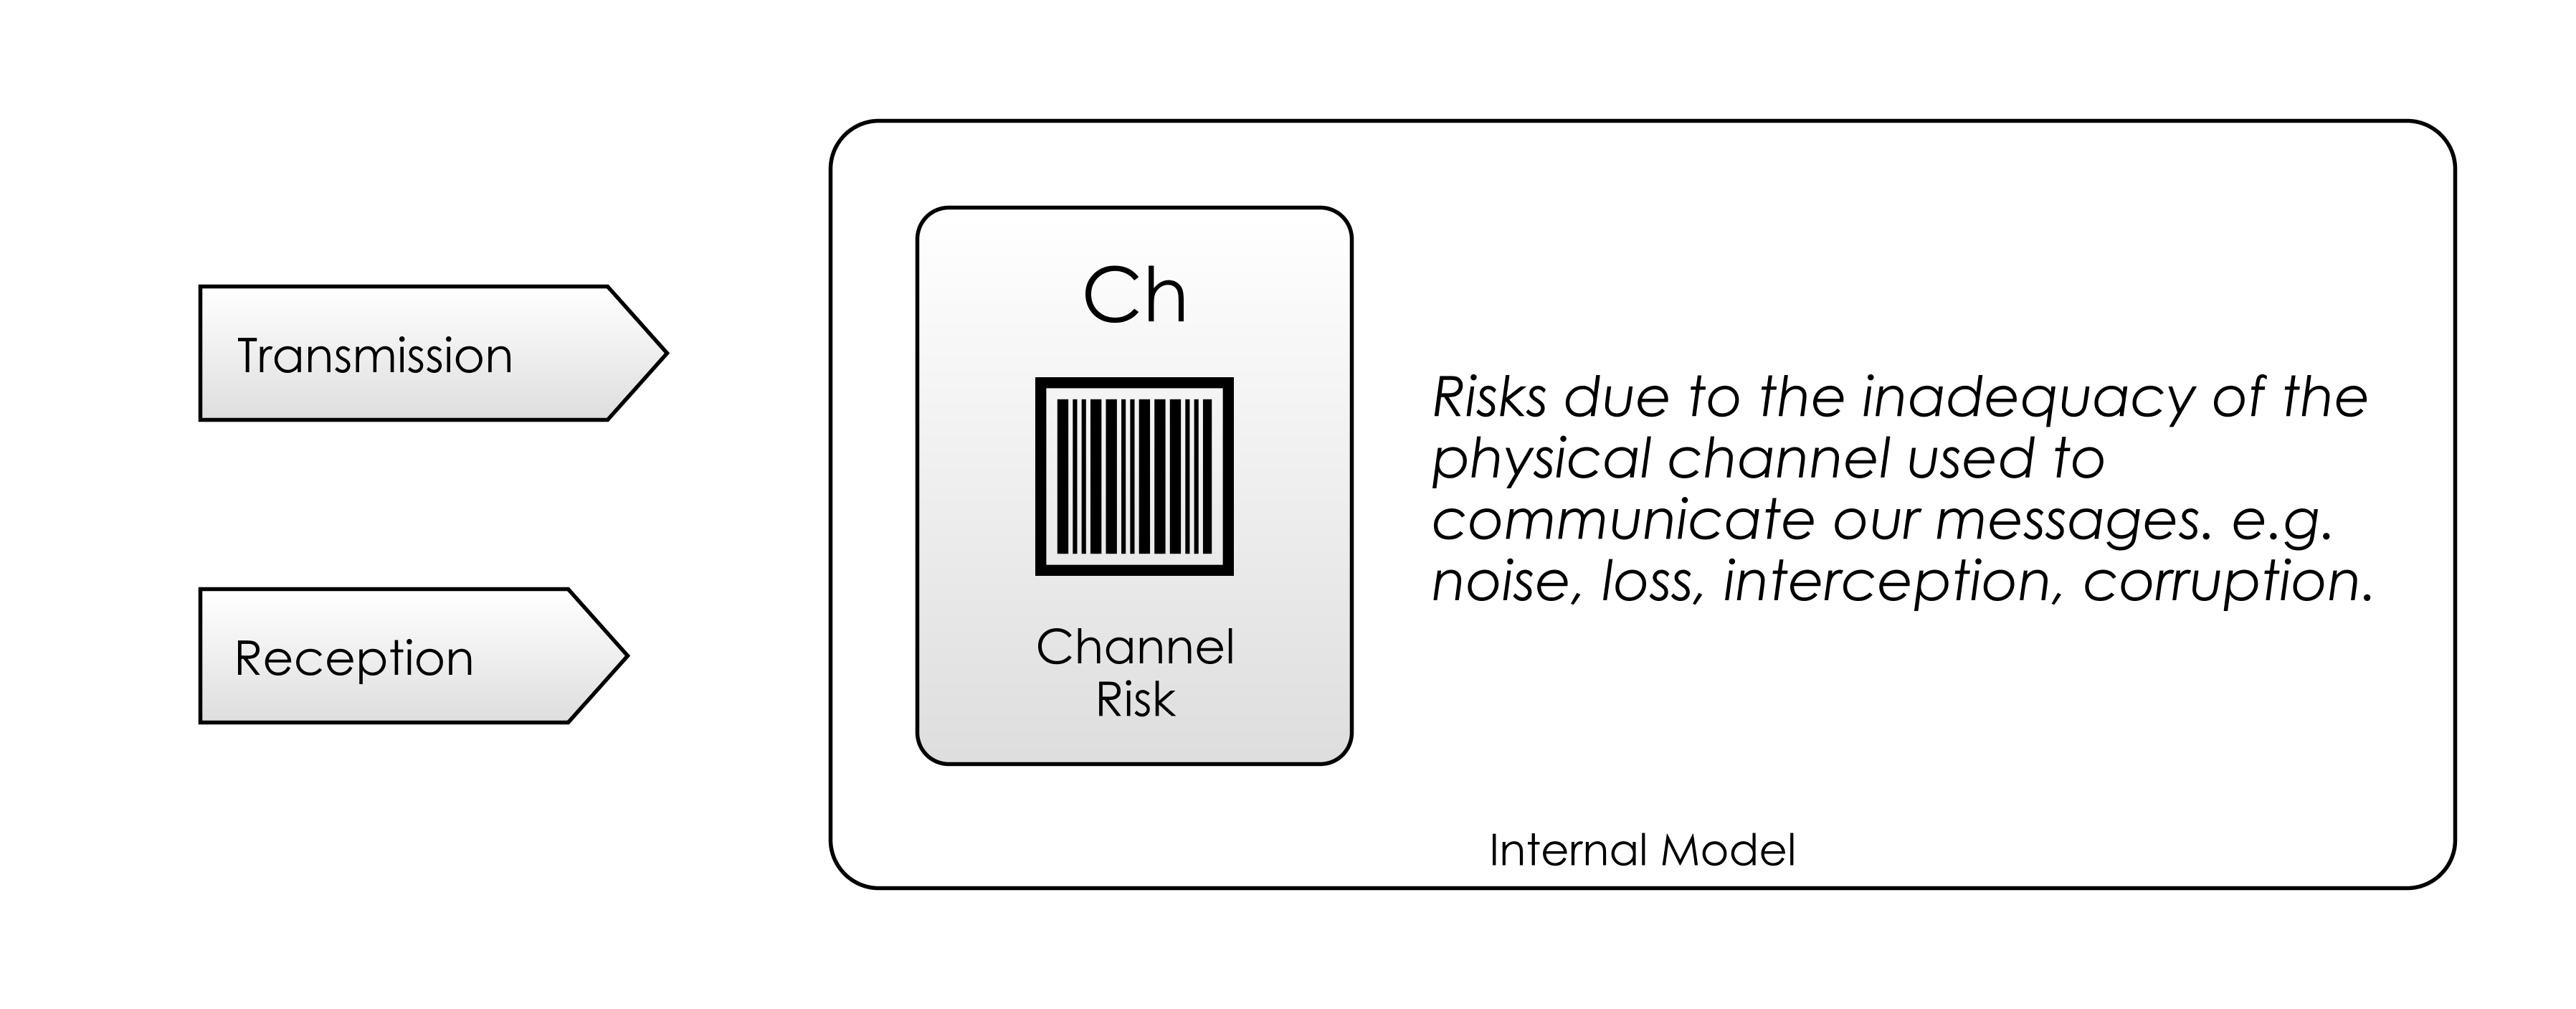 Transmission
Reception
Ch
Channel
Risk
Risks due to the inadequacy of the
physical channel used to
communicate our messages. e.g.
noise, loss, interception, corruption.
Internal Model